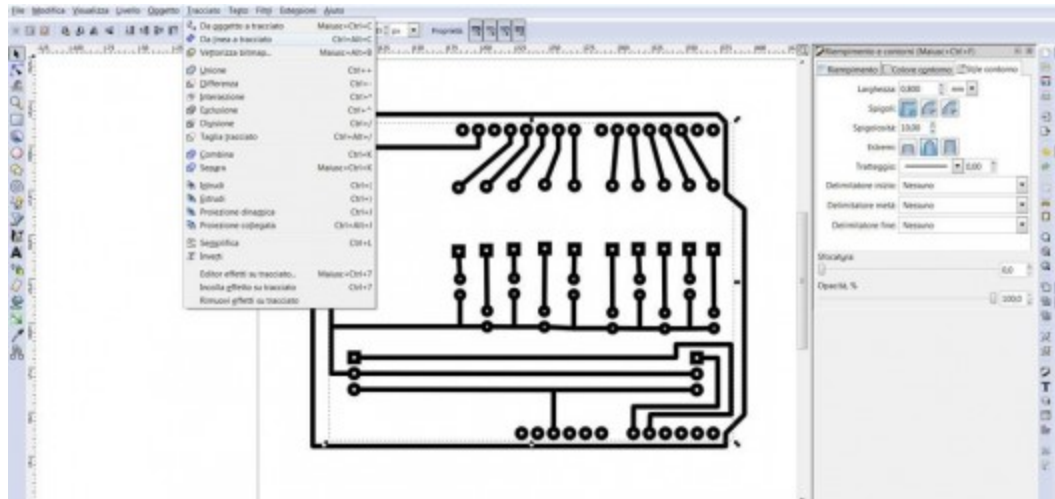 File Modifica Visualizza Livello Oggetto Tracciato Testo Filtri Estensioni Aiuto
Proprietà:
Da oggetto a tracciato Maiusc+Ctrl+C
Da linea a tracciato Ctrl+Alt+C
Vettorizza bitmap... Maiusc+Alt+B
Unione Ctrl++
Differenza Ctrl+-
Intersezione Ctrl+*
Esclusione Ctrl+^
Divisione Ctrl+/
Taglia tracciato Ctrl+Alt+/
Combina Ctrl+K
Separa Maiusc+Ctrl+K
Intrudi Ctrl+(
Estrudi Ctrl+)
Proiezione dinamica Ctrl+J
Proiezione collegata Ctrl+Alt+J
Semplifica Ctrl+L
Inverti
Editor effetti su tracciato... Maiusc+Ctrl+7
Incolla effetto su tracciato Ctrl+7
Rimuovi effetti su tracciato
Riempimento e contorni (Maiusc+Ctrl+F)
Riempimento Colore contorno Stile contorno
Larghezza: 0,800 mm
Spigoli:
Spigolosità: 10,00
Estremi:
Tratteggio: 0,00
Delimitatore inizio: Nessuno
Delimitatore metà: Nessuno
Delimitatore fine: Nessuno
Sfocatura:
0,0
Opacità, %
100,0